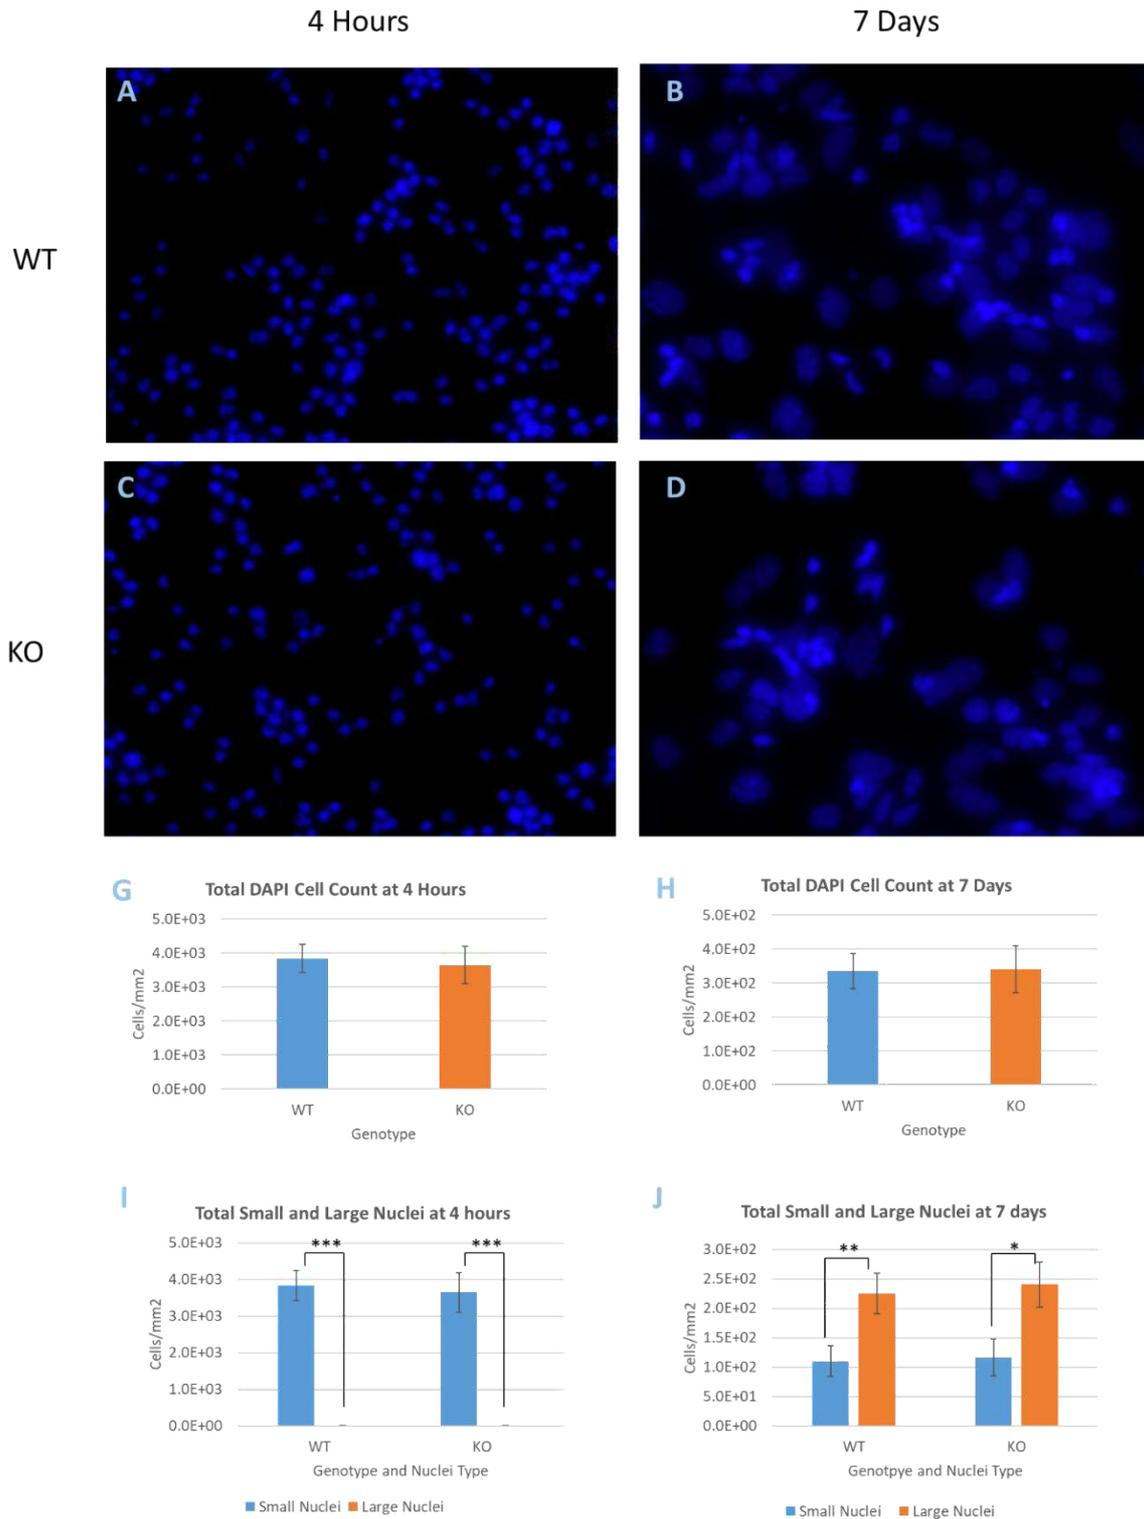 4 Hours 7 Days
A B
WT
C D
KO
G Total DAPI Cell Count at 4 Hours
5.0E+03
4.0E+03
3.0E+03
2.0E+03
1.0E+03
0.0E+00
Cells/mm2
WT KO
Genotype
H Total DAPI Cell Count at 7 Days
5.0E+02
4.0E+02
3.0E+02
2.0E+02
1.0E+02
0.0E+00
Cells/mm2
WT KO
Genotype
I Total Small and Large Nuclei at 4 hours
5.0E+03
4.0E+03
3.0E+03
2.0E+03
1.0E+03
0.0E+00
Cells/mm2
*** ***
WT KO
Genotype and Nuclei Type
Small Nuclei Large Nuclei
J Total Small and Large Nuclei at 7 days
3.0E+02
2.5E+02
2.0E+02
1.5E+02
1.0E+02
5.0E+01
0.0E+00
Cells/mm2
** *
WT KO
Genotpye and Nuclei Type
Small Nuclei Large Nuclei